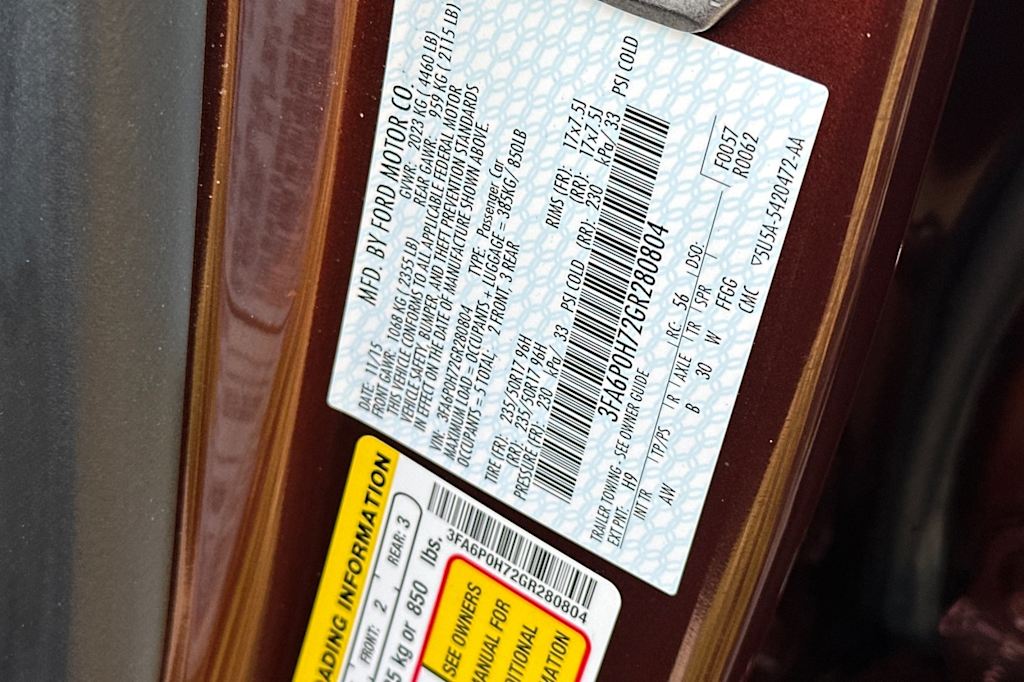 MFD. BY FORD MOTOR CO.
DATE: 11/15 GVWR: 2023 KG ( 4460 LB)
FRONT GAWR: 1068 KG ( 2355 LB) REAR GAWR: 959 KG ( 2115 LB)
THIS VEHICLE CONFORMS TO ALL APPLICABLE FEDERAL MOTOR
VEHICLE SAFETY, BUMPER, AND THEFT PREVENTION STANDARDS
IN EFFECT ON THE DATE OF MANUFACTURE SHOWN ABOVE.
VIN: 3FA6P0H72GR280804 TYPE: Passenger Car
MAXIMUM LOAD = OCCUPANTS + LUGGAGE = 385KG/ 850LB
OCCUPANTS = 5 TOTAL: 2 FRONT, 3 REAR
TIRE (FR): 235/50R17 96H RIMS (FR): 17x7.5J
(RR): 235/50R17 96H (RR): 17x7.5J
PRESSURE (FR): 230 kPa/ 33 PSI COLD (RR): 230 kPa/ 33 PSI COLD
3FA6P0H72GR280804
TRAILER TOWING - SEE OWNER GUIDE
EXT PNT: H9 RC: 56 DSO: F0057
R0062
INT TR TP/PS R AXLE TR SPR
AW B 30 W FFGG
CMC
▽5U5A-5420472-AA
ADING INFORMATION
FRONT: 2 REAR: 3
85 kg or 850 lbs.
3FA6P0H72GR280804
SEE OWNERS
MANUAL FOR
DITIONAL
MATION